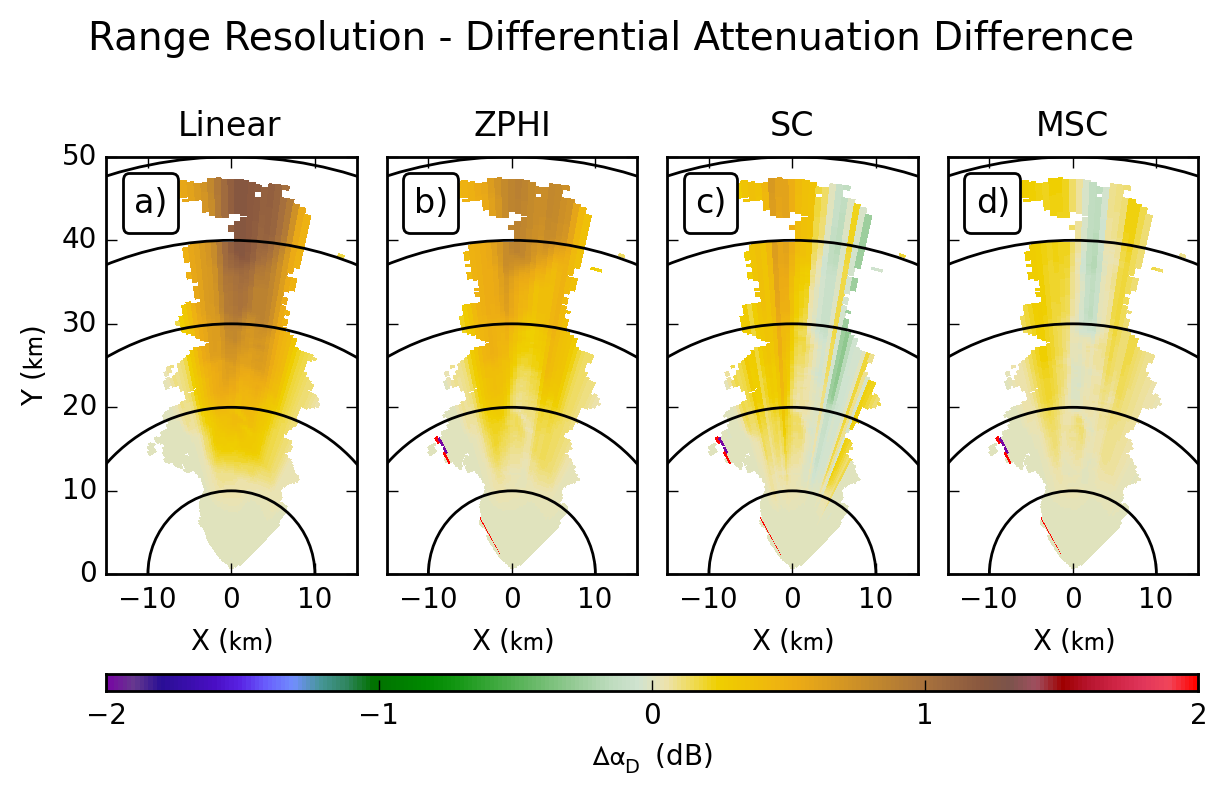 Range Resolution - Differential Attenuation Difference
Linear ZPHI SC MSC
a) b) c) d)
50
40
30
20
10
0
Y (km)
−10 0 10 −10 0 10 −10 0 10 −10 0 10
X (km) X (km) X (km) X (km)
−2 −1 0 1 2
Δα_D (dB)